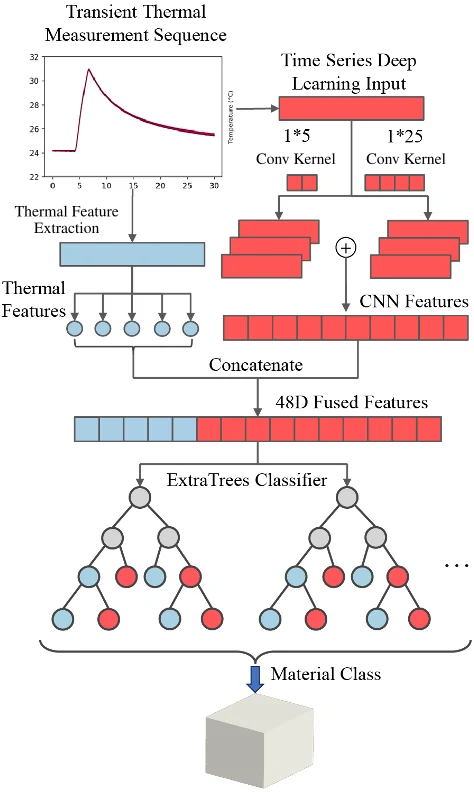 Transient Thermal
Measurement Sequence
32
30
28
26
24
22
0
5
10
15
20
25
30
Temperature (°C)
Time Series Deep
Learning Input
1*5
Conv Kernel
1*25
Conv Kernel
Thermal Feature
Extraction
Thermal
Features
+
CNN Features
Concatenate
48D Fused Features
ExtraTrees Classifier
...
Material Class